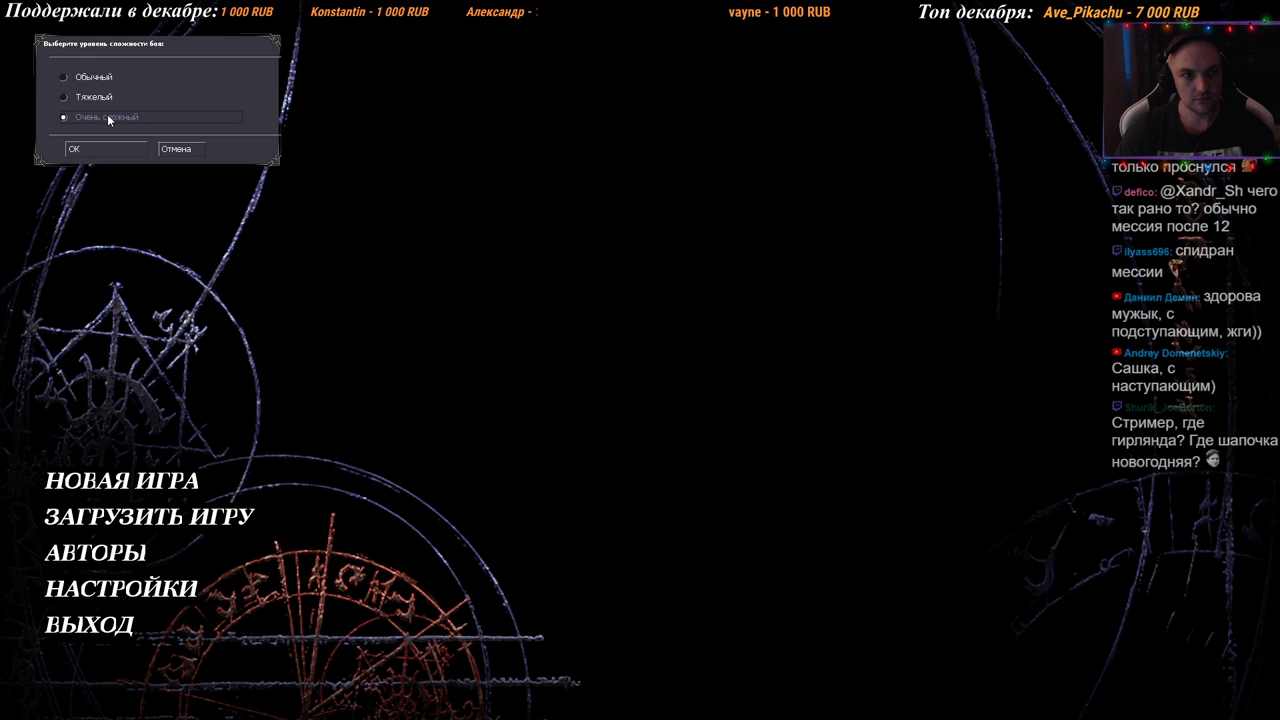 Поддержали в декабре: 1 000 RUB Konstantin - 1 000 RUB Александр - vayne - 1 000 RUB Топ декабря: Ave_Pikachu - 7 000 RUB
Выберите уровень сложности боя:
Обычный
Тяжелый
Очень сложный
OK Отмена
только проснулся
defico: @Xandr_Sh чего
так рано то? обычно
мессия после 12
ilyass696: спидран
мессии
Даниил Демин: здорова
мужык, с
подступающим, жги))
Andrey Domenetskiy:
Сашка, с
наступающим)
Стример, где
гирлянда? Где шапочка
новогодняя?
НОВАЯ ИГРА
ЗАГРУЗИТЬ ИГРУ
АВТОРЫ
НАСТРОЙКИ
ВЫХОД